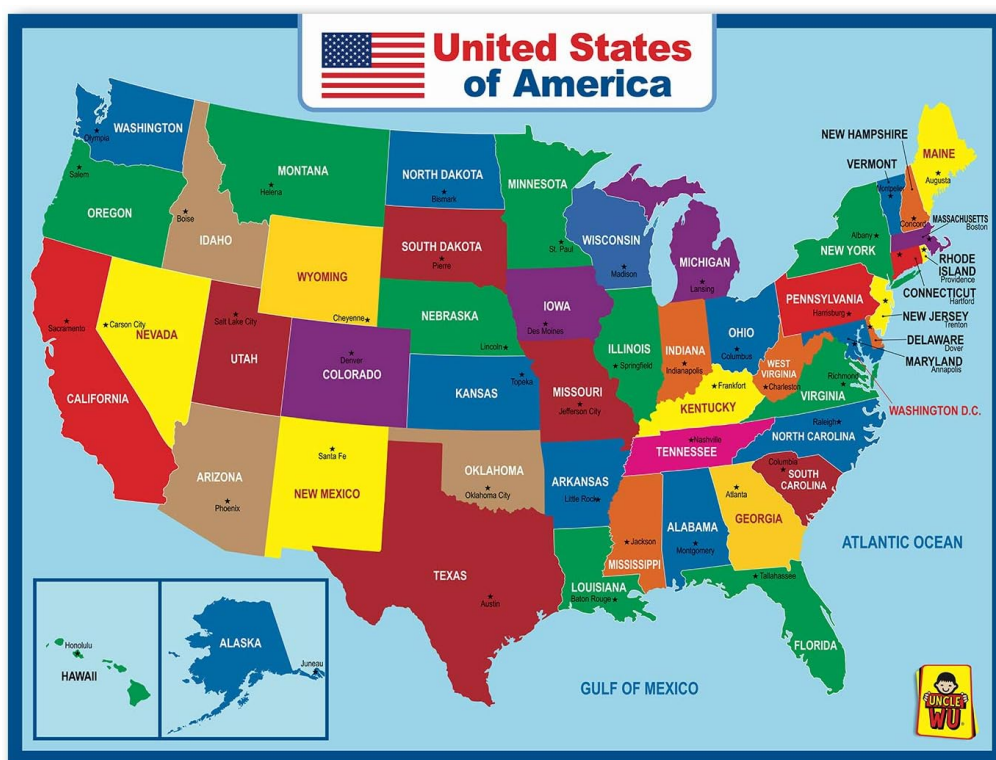 United States
of America
WASHINGTON
Olympia
Salem
OREGON
MONTANA
Helena
Boise
IDAHO
NORTH DAKOTA
Bismark
MINNESOTA
St. Paul
SOUTH DAKOTA
Pierre
WISCONSIN
Madison
MICHIGAN
Lansing
NEW HAMPSHIRE
VERMONT
Montpelier
MAINE
Augusta
Concord
MASSACHUSETTS
Boston
Albany
NEW YORK
RHODE
ISLAND
Providence
CONNECTICUT
Hartford
WYOMING
Cheyenne
Sacramento
CALIFORNIA
Carson City
NEVADA
Salt Lake City
UTAH
Denver
COLORADO
NEBRASKA
Lincoln
IOWA
Des Moines
ILLINOIS
Springfield
INDIANA
Indianapolis
OHIO
Columbus
PENNSYLVANIA
Harrisburg
NEW JERSEY
Trenton
DELAWARE
Dover
MARYLAND
Annapolis
WEST
VIRGINIA
Charleston
Richmond
VIRGINIA
WASHINGTON D.C.
KANSAS
Topeka
MISSOURI
Jefferson City
Frankfort
KENTUCKY
Nashville
TENNESSEE
Raleigh
NORTH CAROLINA
Columbia
SOUTH
CAROLINA
ARIZONA
Phoenix
Santa Fe
NEW MEXICO
OKLAHOMA
Oklahoma City
ARKANSAS
Little Rock
Jackson
MISSISSIPPI
ALABAMA
Montgomery
Atlanta
GEORGIA
TEXAS
Austin
LOUISIANA
Baton Rouge
Tallahassee
FLORIDA
ATLANTIC OCEAN
GULF OF MEXICO
Honolulu
HAWAII
ALASKA
Juneau
UNCLE
WU